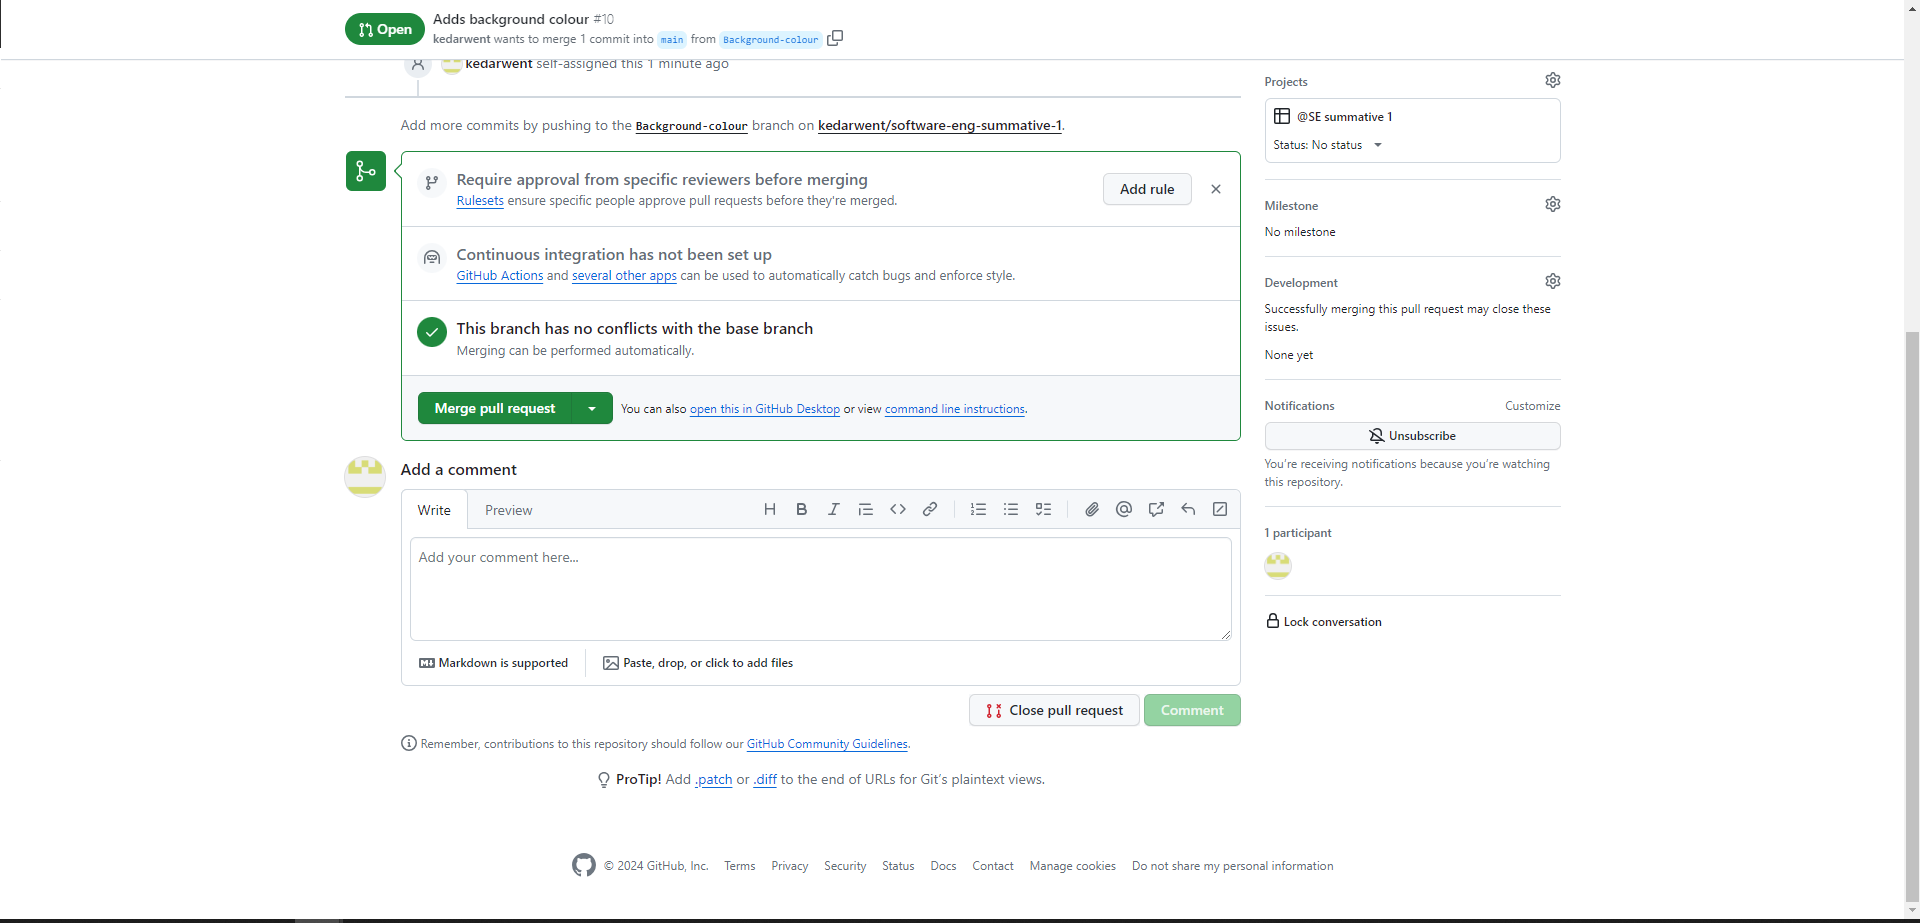 Open
Adds background colour #10
kedarwent wants to merge 1 commit into main from Background-colour
kedarwent self-assigned this 1 minute ago
Add more commits by pushing to the Background-colour branch on kedarwent/software-eng-summative-1.
Require approval from specific reviewers before merging
Rulesets ensure specific people approve pull requests before they're merged.
Add rule
Continuous integration has not been set up
GitHub Actions and several other apps can be used to automatically catch bugs and enforce style.
This branch has no conflicts with the base branch
Merging can be performed automatically.
Merge pull request
You can also open this in GitHub Desktop or view command line instructions.
Add a comment
Write
Preview
Add your comment here...
Markdown is supported
Paste, drop, or click to add files
Close pull request
Comment
Remember, contributions to this repository should follow our GitHub Community Guidelines.
ProTip! Add .patch or .diff to the end of URLs for Git's plaintext views.
Projects
@SE summative 1
Status: No status
Milestone
No milestone
Development
Successfully merging this pull request may close these
issues.
None yet
Notifications
Customize
Unsubscribe
You're receiving notifications because you're watching
this repository.
1 participant
Lock conversation
© 2024 GitHub, Inc. Terms Privacy Security Status Docs Contact Manage cookies Do not share my personal information